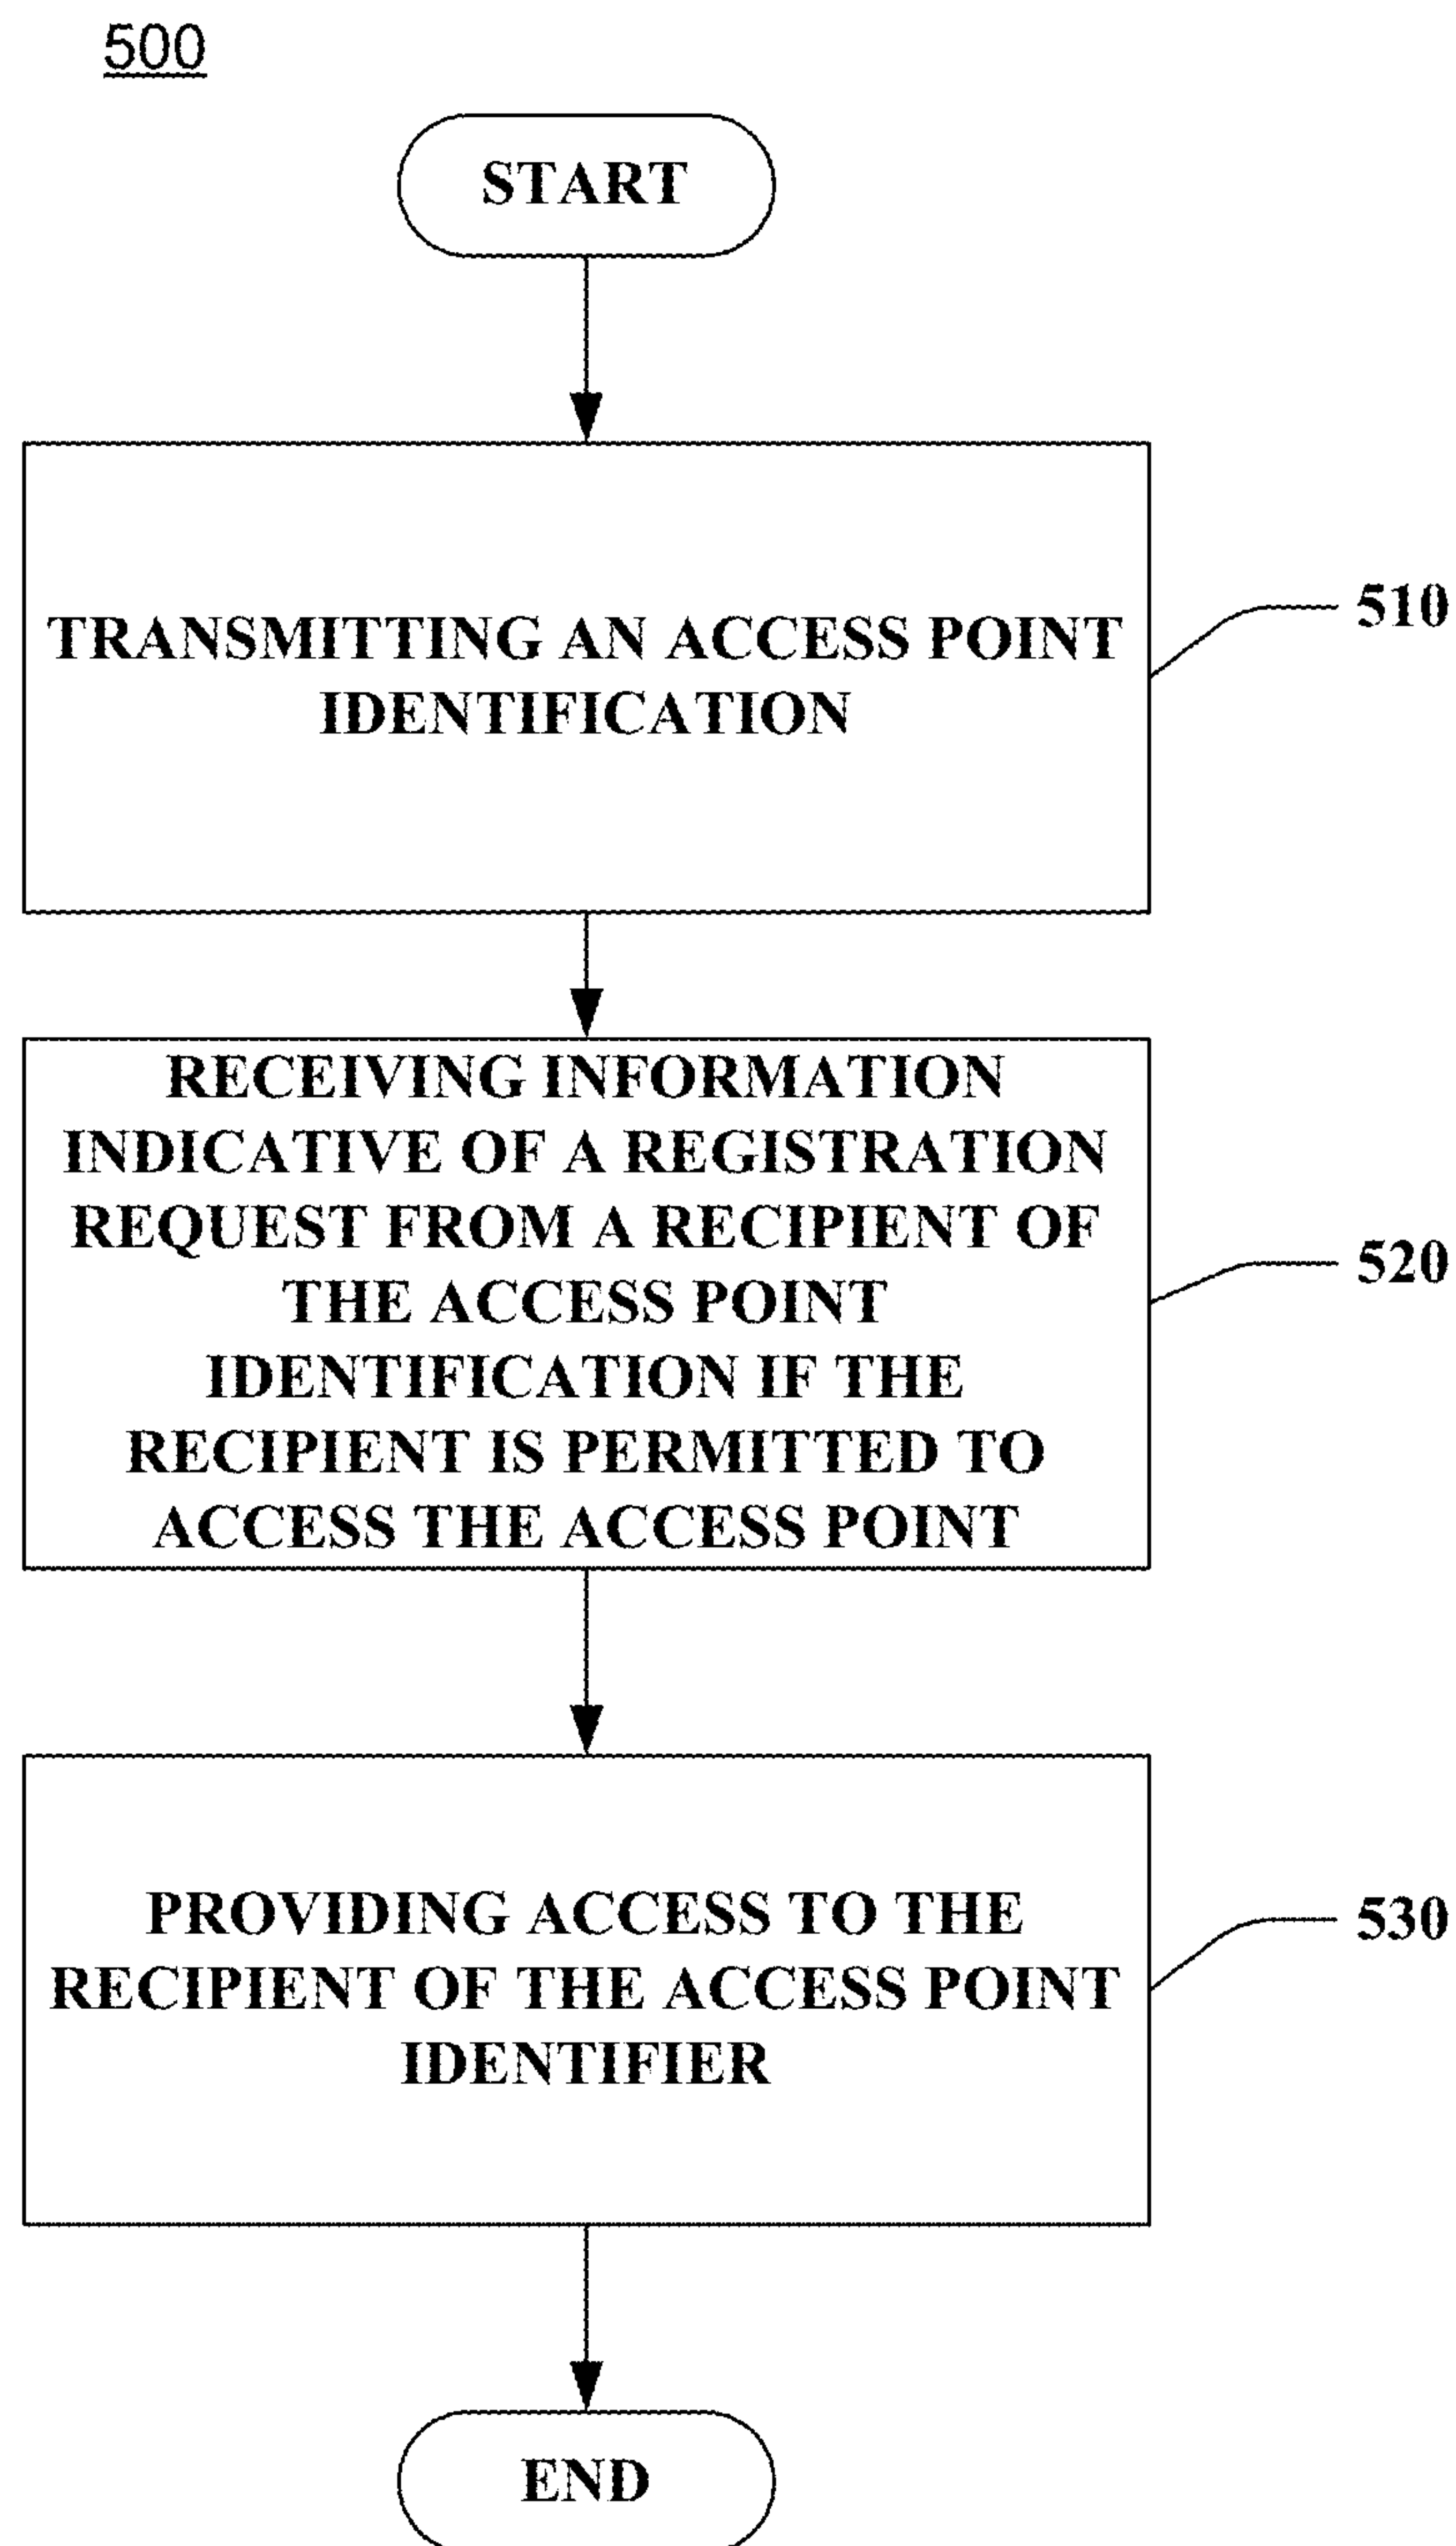 500
START
TRANSMITTING AN ACCESS POINT
IDENTIFICATION
510
RECEIVING INFORMATION
INDICATIVE OF A REGISTRATION
REQUEST FROM A RECIPIENT OF
THE ACCESS POINT
IDENTIFICATION IF THE
RECIPIENT IS PERMITTED TO
ACCESS THE ACCESS POINT
520
PROVIDING ACCESS TO THE
RECIPIENT OF THE ACCESS POINT
IDENTIFIER
530
END